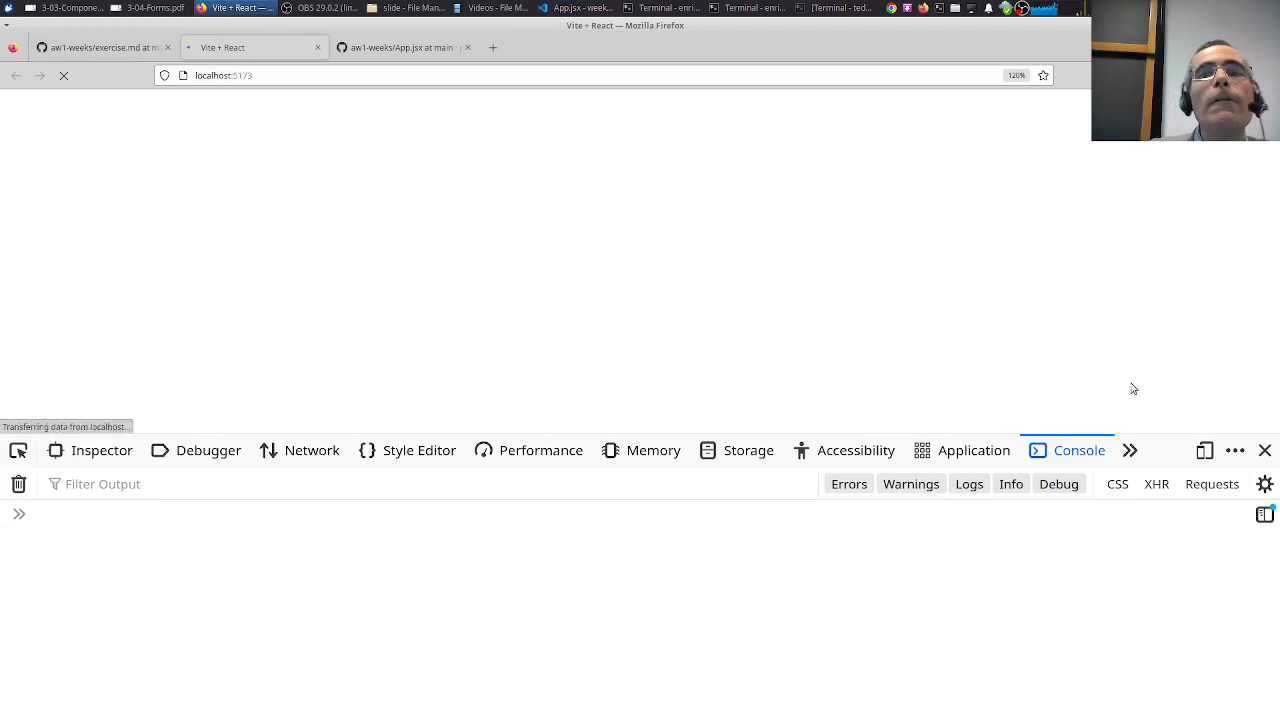 3-03-Compone... 3-04-Forms.pdf Vite + React — ... OBS 29.0.2 (lin... slide - File Man... Videos - File M... App.jsx - week... Terminal - enri... Terminal - enri... [Terminal - ted...
Vite + React — Mozilla Firefox
aw1-weeks/exercise.md at m Vite + React aw1-weeks/App.jsx at main ·
localhost:5173 120%
Transferring data from localhost...
Inspector Debugger Network Style Editor Performance Memory Storage Accessibility Application Console
Filter Output Errors Warnings Logs Info Debug CSS XHR Requests